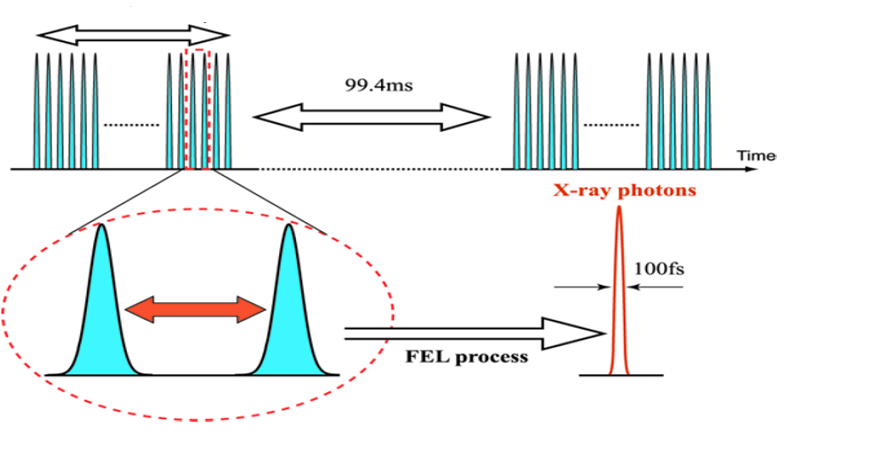 99.4ms
Time
X-ray photons
100fs
FEL process